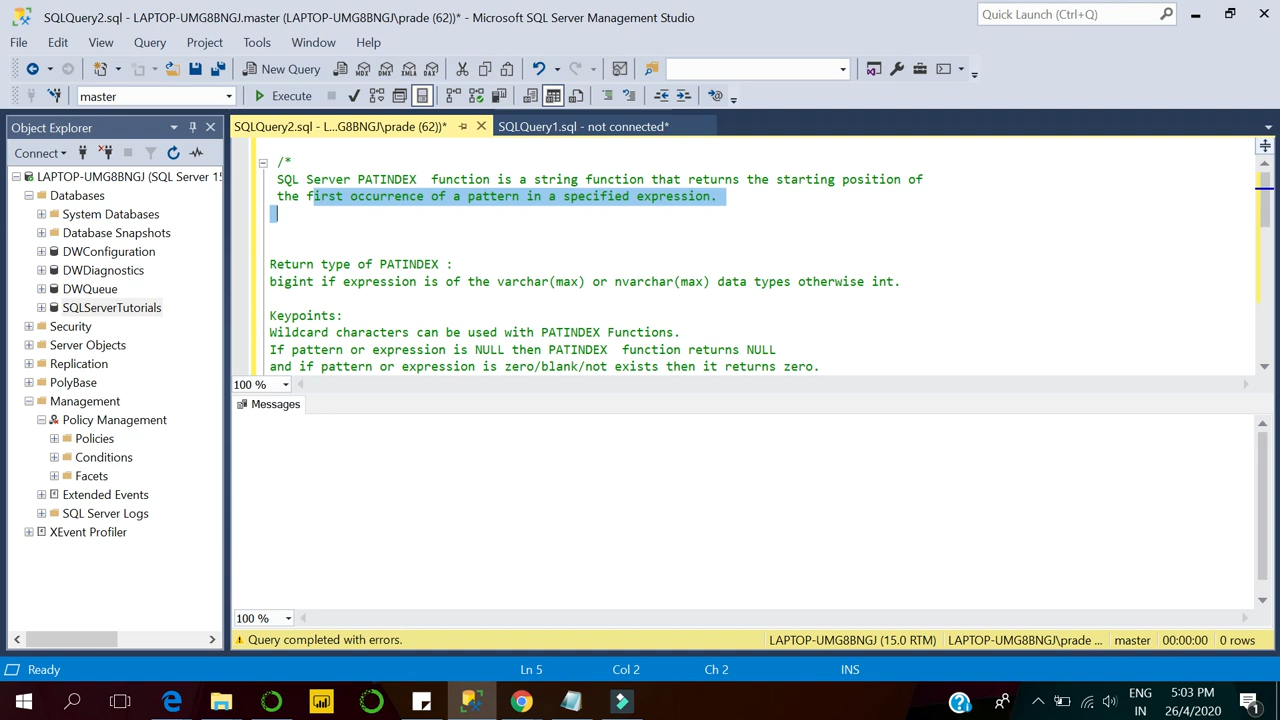 SQLQuery2.sql - LAPTOP-UMG8BNGJ.master (LAPTOP-UMG8BNGJ\prade (62))* - Microsoft SQL Server Management Studio
Quick Launch (Ctrl+Q)
File Edit View Query Project Tools Window Help
New Query
MDX DMX XMLA DAX
master
Execute
Object Explorer
SQLQuery2.sql - L...G8BNGJ\prade (62))*
SQLQuery1.sql - not connected*
Connect
LAPTOP-UMG8BNGJ (SQL Server 15
Databases
System Databases
Database Snapshots
DWConfiguration
DWDiagnostics
DWQueue
SQLServerTutorials
Security
Server Objects
Replication
PolyBase
Management
Policy Management
Policies
Conditions
Facets
Extended Events
SQL Server Logs
XEvent Profiler
/*
SQL Server PATINDEX  function is a string function that returns the starting position of
the first occurrence of a pattern in a specified expression.
Return type of PATINDEX :
bigint if expression is of the varchar(max) or nvarchar(max) data types otherwise int.
Keypoints:
Wildcard characters can be used with PATINDEX Functions.
If pattern or expression is NULL then PATINDEX  function returns NULL
and if pattern or expression is zero/blank/not exists then it returns zero.
100 %
Messages
100 %
Query completed with errors.
LAPTOP-UMG8BNGJ (15.0 RTM)
LAPTOP-UMG8BNGJ\prade ...
master
00:00:00
0 rows
Ready
Ln 5
Col 2
Ch 2
INS
ENG
IN
5:03 PM
26/4/2020
1